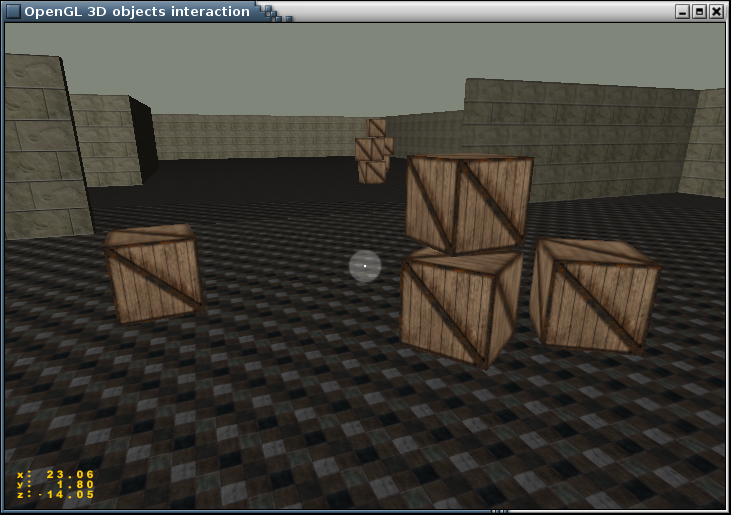 OpenGL 3D objects interaction
x: 23.06
y: 1.80
z:-14.05